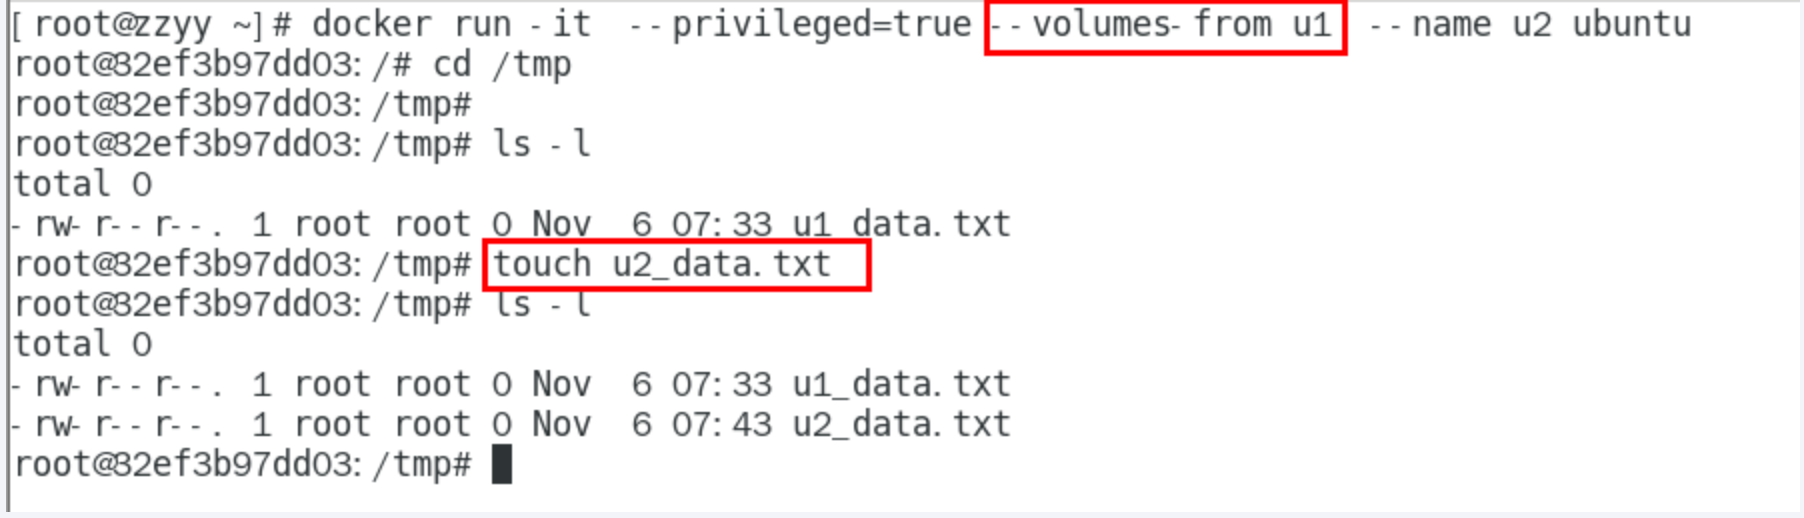 [root@zzyy ~]# docker run -it  --privileged=true --volumes-from u1  --name u2 ubuntu
root@32ef3b97dd03:/# cd /tmp
root@32ef3b97dd03:/tmp#
root@32ef3b97dd03:/tmp# ls -l
total 0
-rw-r--r--. 1 root root 0 Nov  6 07:33 u1_data.txt
root@32ef3b97dd03:/tmp# touch u2_data.txt
root@32ef3b97dd03:/tmp# ls -l
total 0
-rw-r--r--. 1 root root 0 Nov  6 07:33 u1_data.txt
-rw-r--r--. 1 root root 0 Nov  6 07:43 u2_data.txt
root@32ef3b97dd03:/tmp#